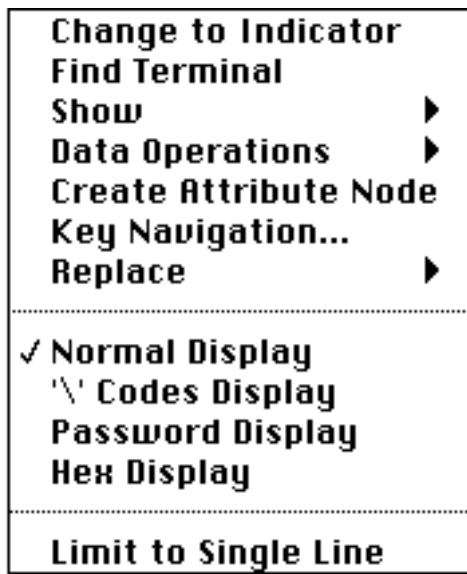 Change to Indicator
Find Terminal
Show
Data Operations
Create Attribute Node
Key Navigation...
Replace
✓ Normal Display
'\' Codes Display
Password Display
Hex Display
Limit to Single Line